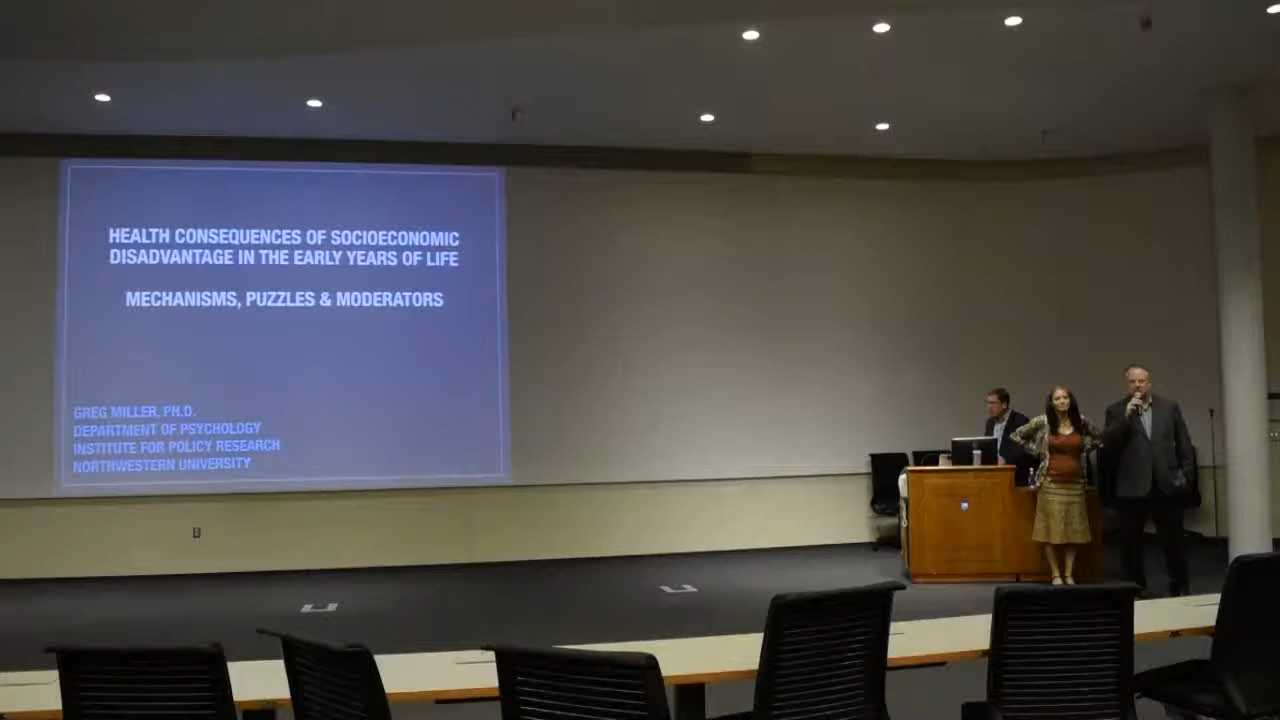 HEALTH CONSEQUENCES OF SOCIOECONOMIC
DISADVANTAGE IN THE EARLY YEARS OF LIFE
MECHANISMS, PUZZLES & MODERATORS
GREG MILLER, PH.D.
DEPARTMENT OF PSYCHOLOGY
INSTITUTE FOR POLICY RESEARCH
NORTHWESTERN UNIVERSITY